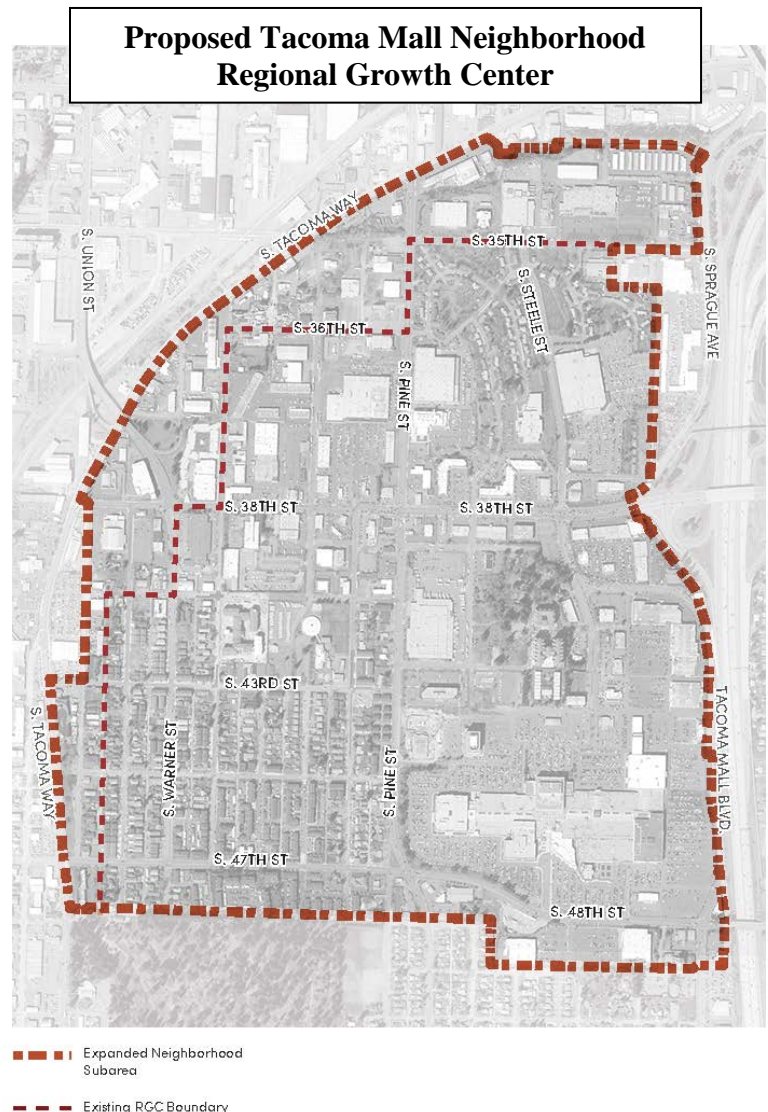 Proposed Tacoma Mall Neighborhood
Regional Growth Center
S. TACOMA WAY
S. UNION ST
S. 35TH ST
S. SPRAGUE AVE
S. STEELE ST
S. 36TH ST
S. PINE ST
S. 38TH ST
S. 38TH ST
S. 43RD ST
S. TACOMA WAY
S. WARNER ST
S. PINE ST
TACOMA MALL BLVD.
S. 47TH ST
S. 48TH ST
Expanded Neighborhood
Subarea
Existing RGC Boundary